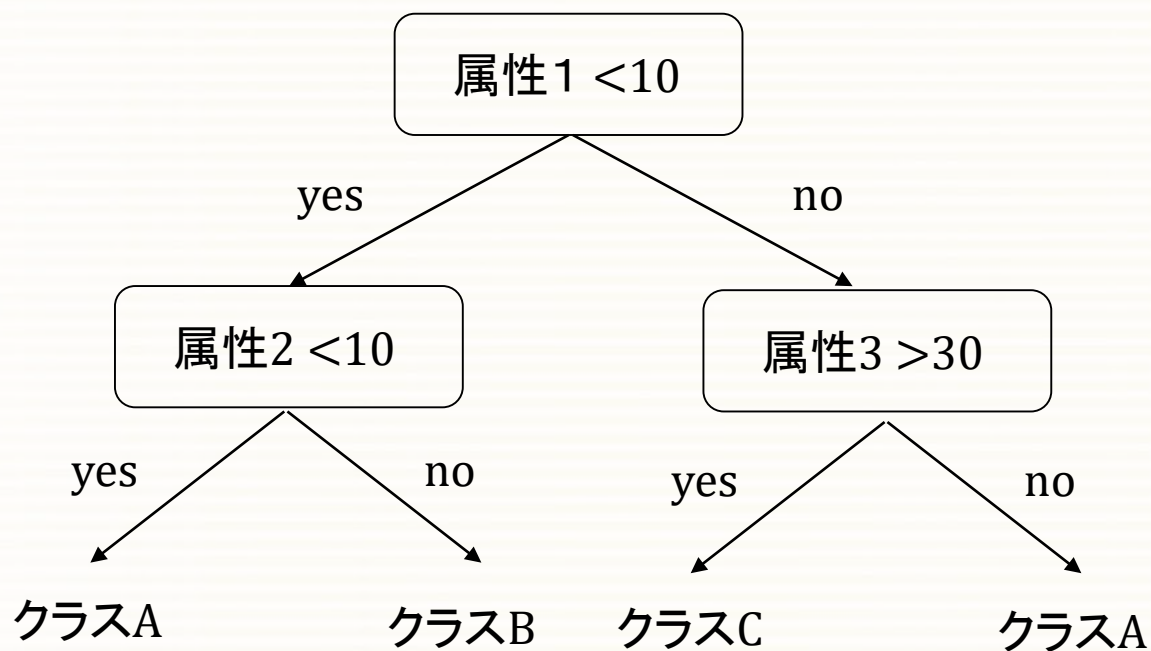 属性１ <10
yes
no
属性2 <10
属性3 >30
yes
no
yes
no
クラスA
クラスB
クラスC
クラスA